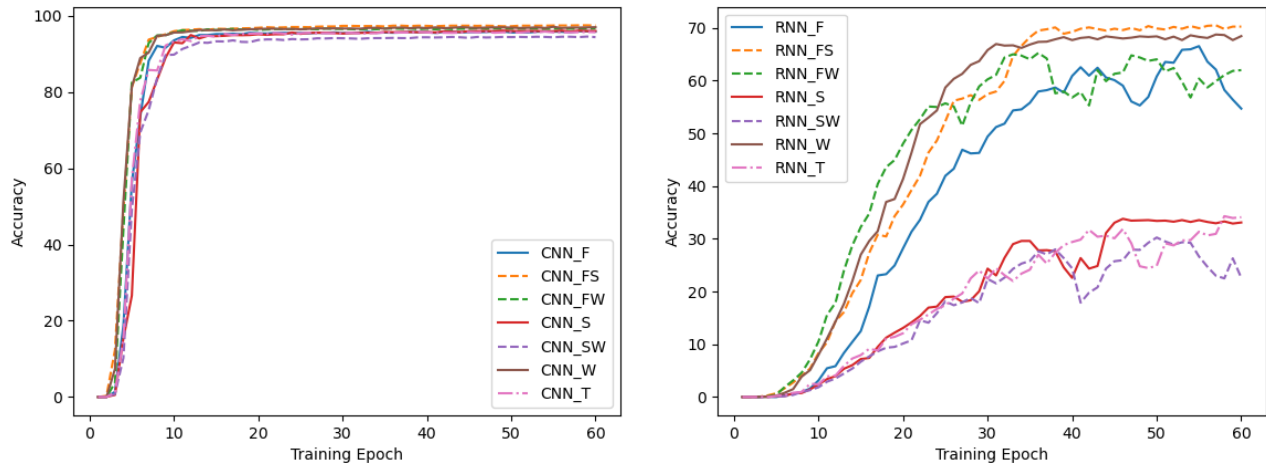 100
80
60
40
20
0
Accuracy
0 10 20 30 40 50 60
Training Epoch
CNN_F
CNN_FS
CNN_FW
CNN_S
CNN_SW
CNN_W
CNN_T
70
60
50
40
30
20
10
0
Accuracy
0 10 20 30 40 50 60
Training Epoch
RNN_F
RNN_FS
RNN_FW
RNN_S
RNN_SW
RNN_W
RNN_T